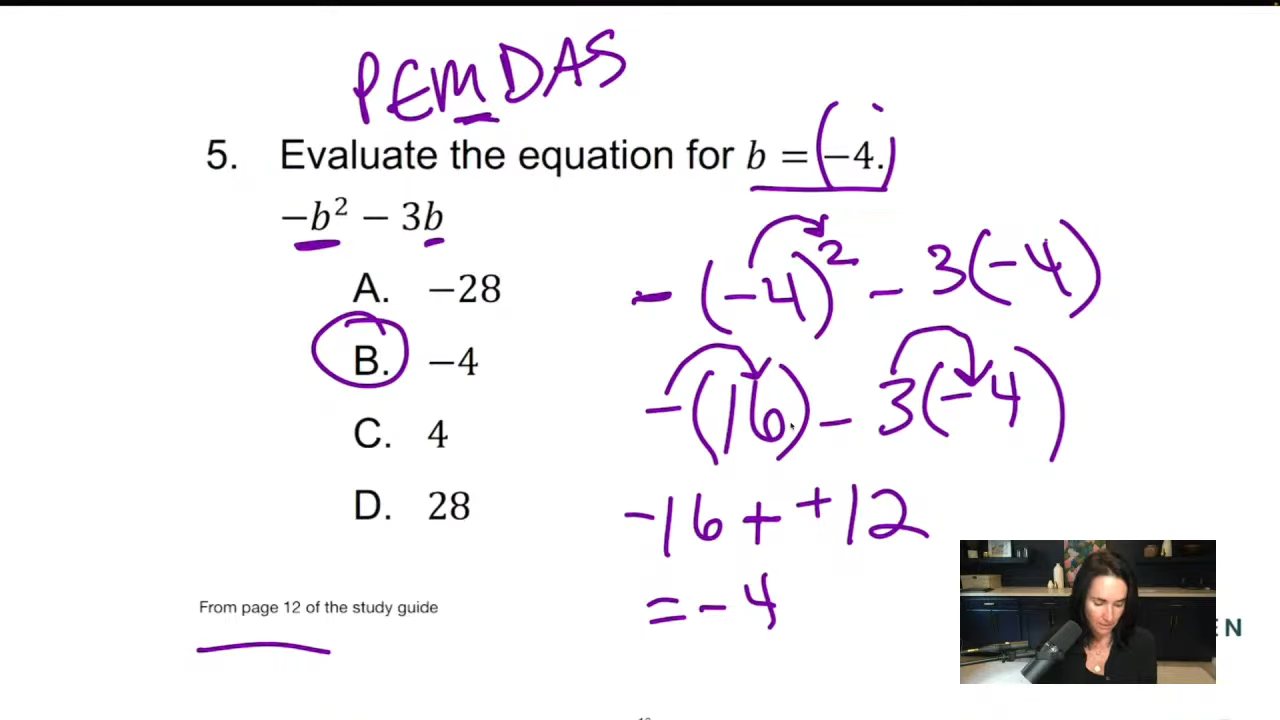 PEMDAS
5. Evaluate the equation for b = (−4.)
−b² − 3b
A. −28
B. −4
C. 4
D. 28
-(-4)² - 3(-4)
-(16) - 3(-4)
-16 + +12
= -4
From page 12 of the study guide